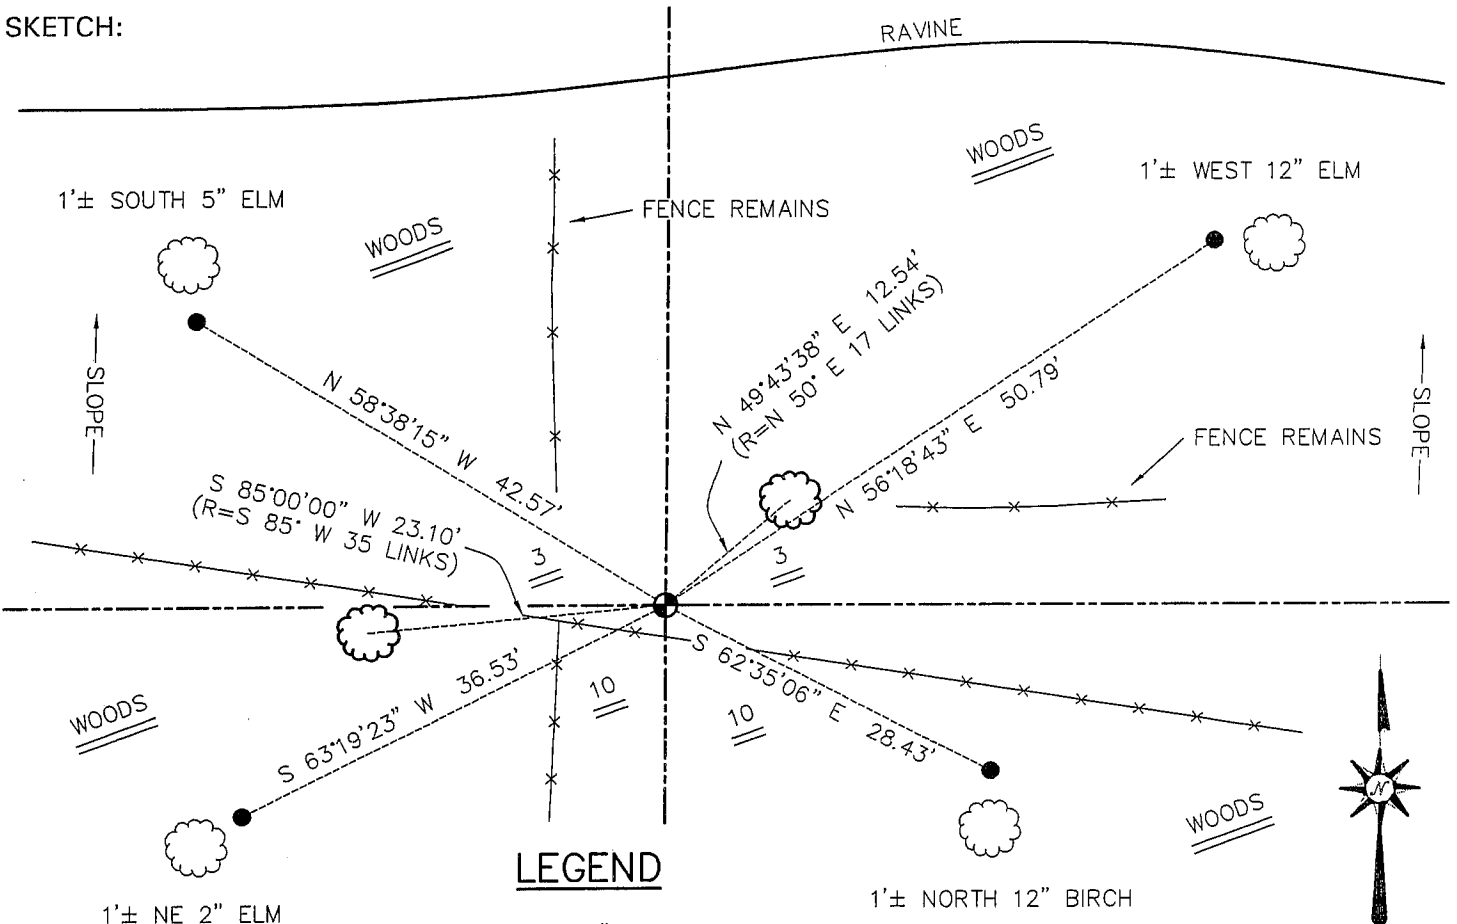 SKETCH:
RAVINE
WOODS
1'± WEST 12" ELM
1'± SOUTH 5" ELM
FENCE REMAINS
WOODS
N 49°43'38" E 12.54'
(R=N 50° E 17 LINKS)
SLOPE
SLOPE
N 58°38'15" W 42.57'
N 56°18'43" E 50.79'
FENCE REMAINS
S 85°00'00" W 23.10'
(R=S 85° W 35 LINKS)
3
3
S 63°19'23" W 36.53'
S 62°35'06" E 28.43'
10
10
WOODS
N
WOODS
LEGEND
1'± NORTH 12" BIRCH
1'± NE 2" ELM